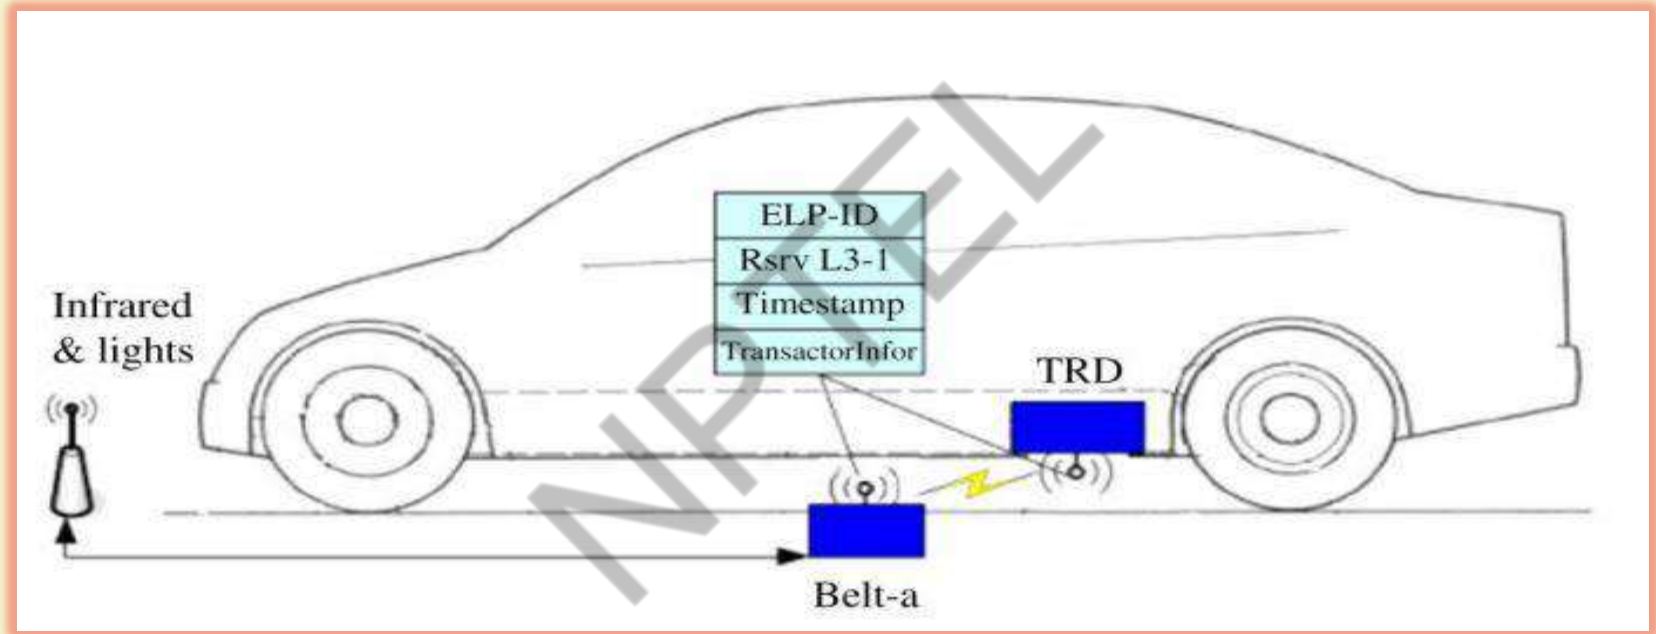 ELP-ID
Rsrv L3-1
Timestamp
TransactorInfor
Infrared
& lights
TRD
Belt-a
NPTEL